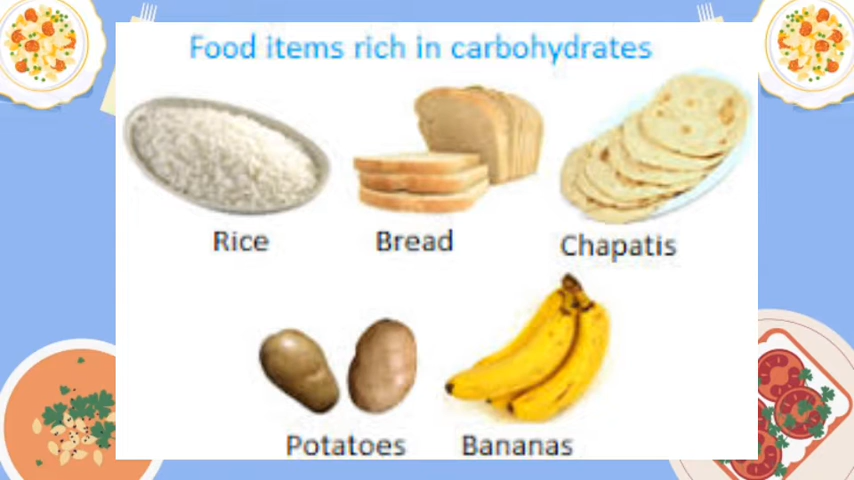 Food items rich in carbohydrates
Rice Bread Chapatis
Potatoes Bananas